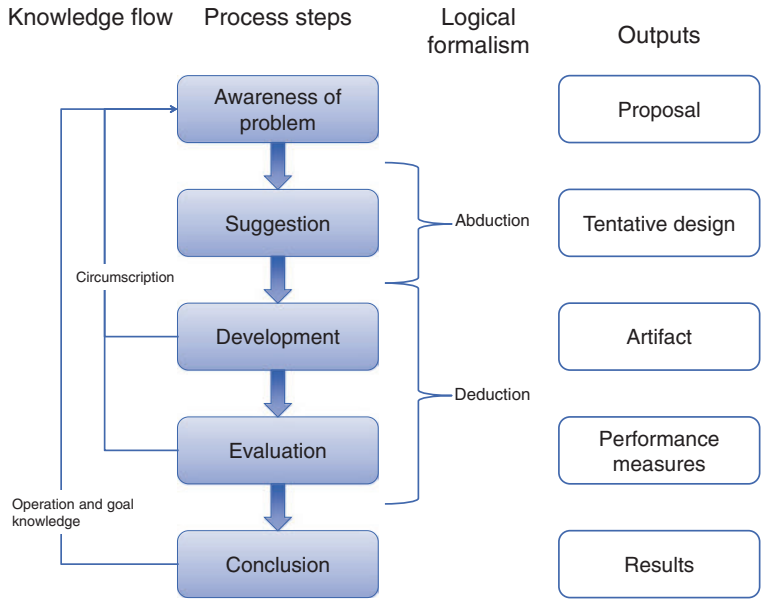 Knowledge flow
Process steps
Logical
formalism
Outputs
Awareness of
problem
Proposal
Suggestion
Abduction
Tentative design
Circumscription
Development
Artifact
Deduction
Evaluation
Performance
measures
Operation and goal
knowledge
Conclusion
Results